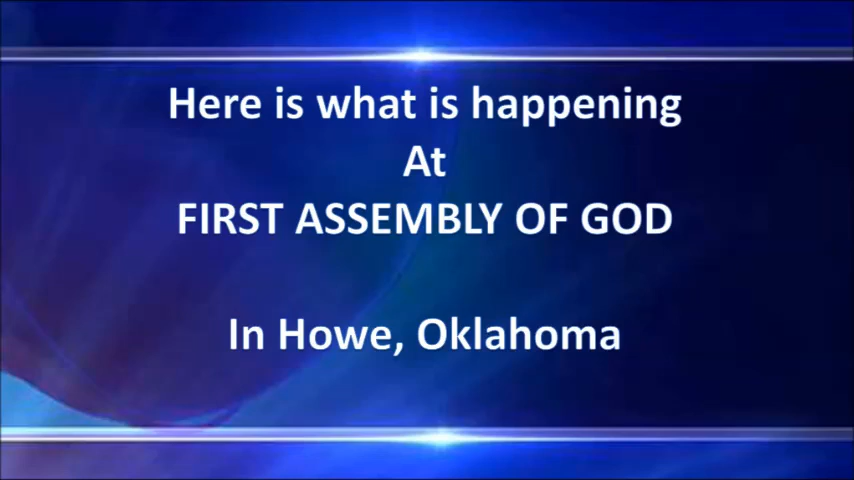 Here is what is happening
At
FIRST ASSEMBLY OF GOD
In Howe, Oklahoma